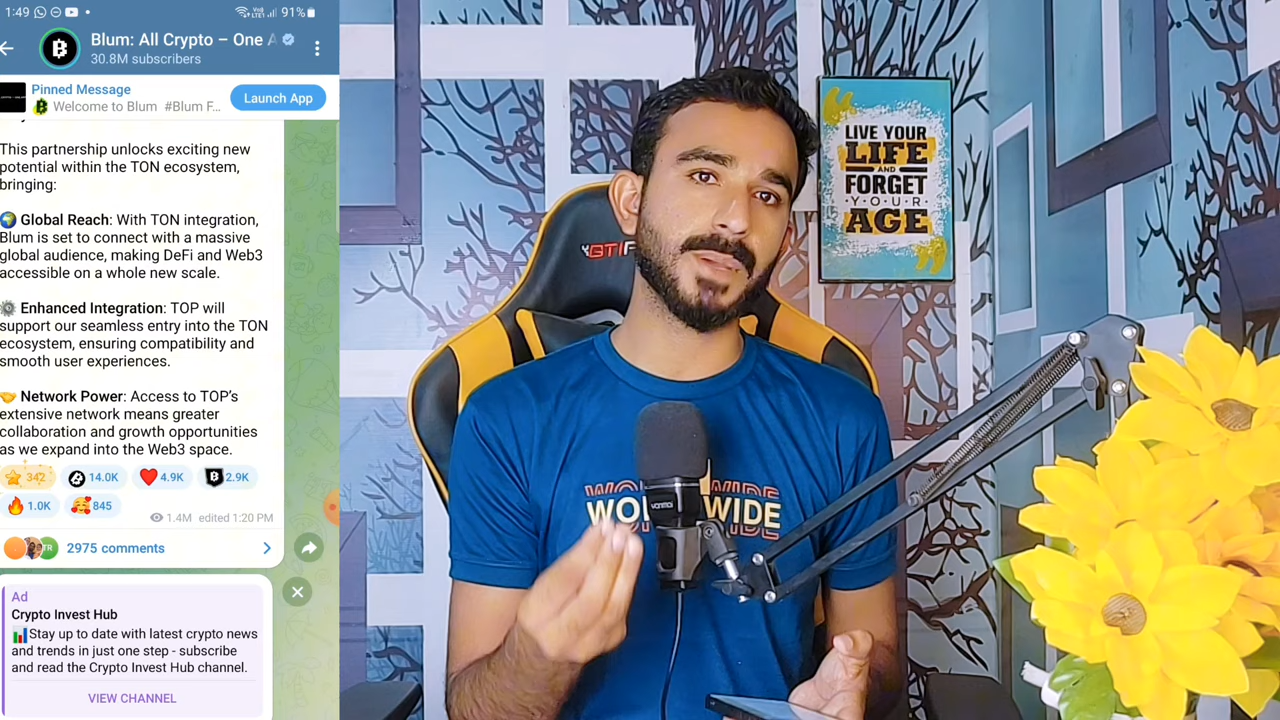 1:49
VoD
LTE1
91%
Blum: All Crypto – One A
30.8M subscribers
Pinned Message
Welcome to Blum #Blum F...
Launch App
This partnership unlocks exciting new
potential within the TON ecosystem,
bringing:
Global Reach: With TON integration,
Blum is set to connect with a massive
global audience, making DeFi and Web3
accessible on a whole new scale.
Enhanced Integration: TOP will
support our seamless entry into the TON
ecosystem, ensuring compatibility and
smooth user experiences.
Network Power: Access to TOP’s
extensive network means greater
collaboration and growth opportunities
as we expand into the Web3 space.
342 14.0K 4.9K 2.9K
1.0K 845
1.4M edited 1:20 PM
TR
2975 comments
Ad
Crypto Invest Hub
Stay up to date with latest crypto news
and trends in just one step - subscribe
and read the Crypto Invest Hub channel.
VIEW CHANNEL
LIVE YOUR
LIFE
AND
FORGET
YOUR
AGE
WIDE